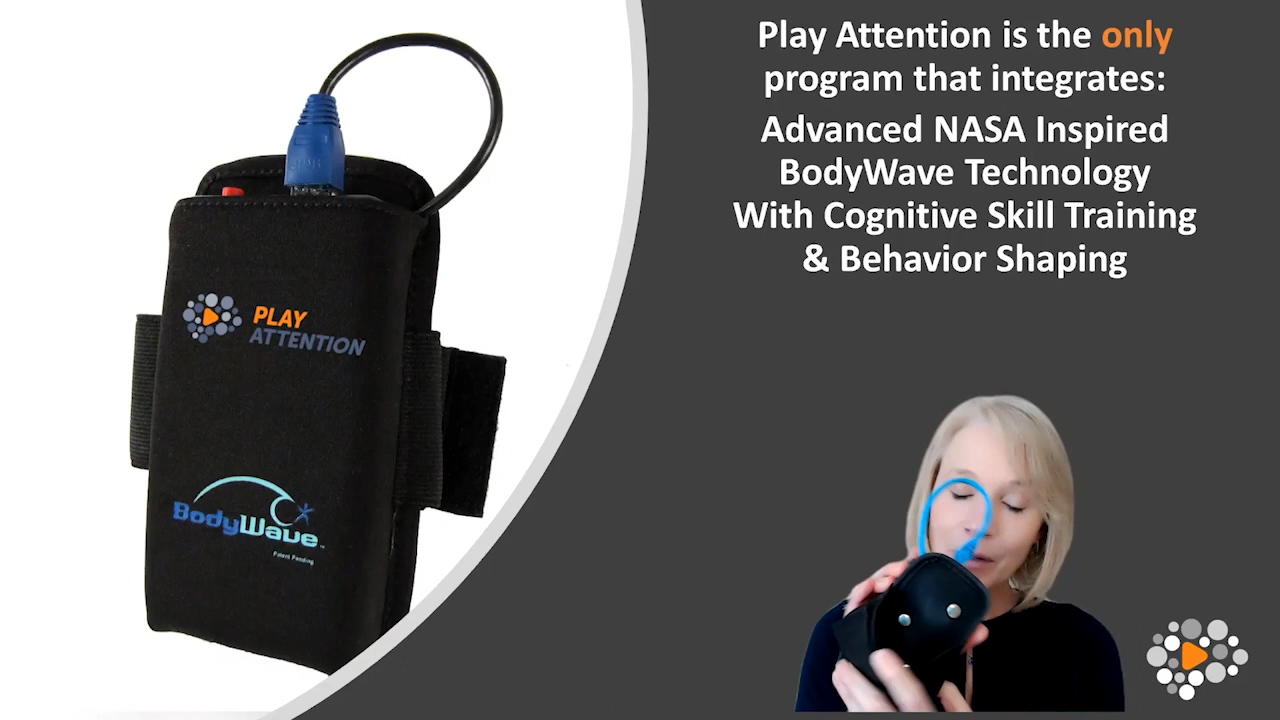 Play Attention is the only
program that integrates:
Advanced NASA Inspired
BodyWave Technology
With Cognitive Skill Training
& Behavior Shaping
PLAY
ATTENTION
BodyWave
Patent Pending